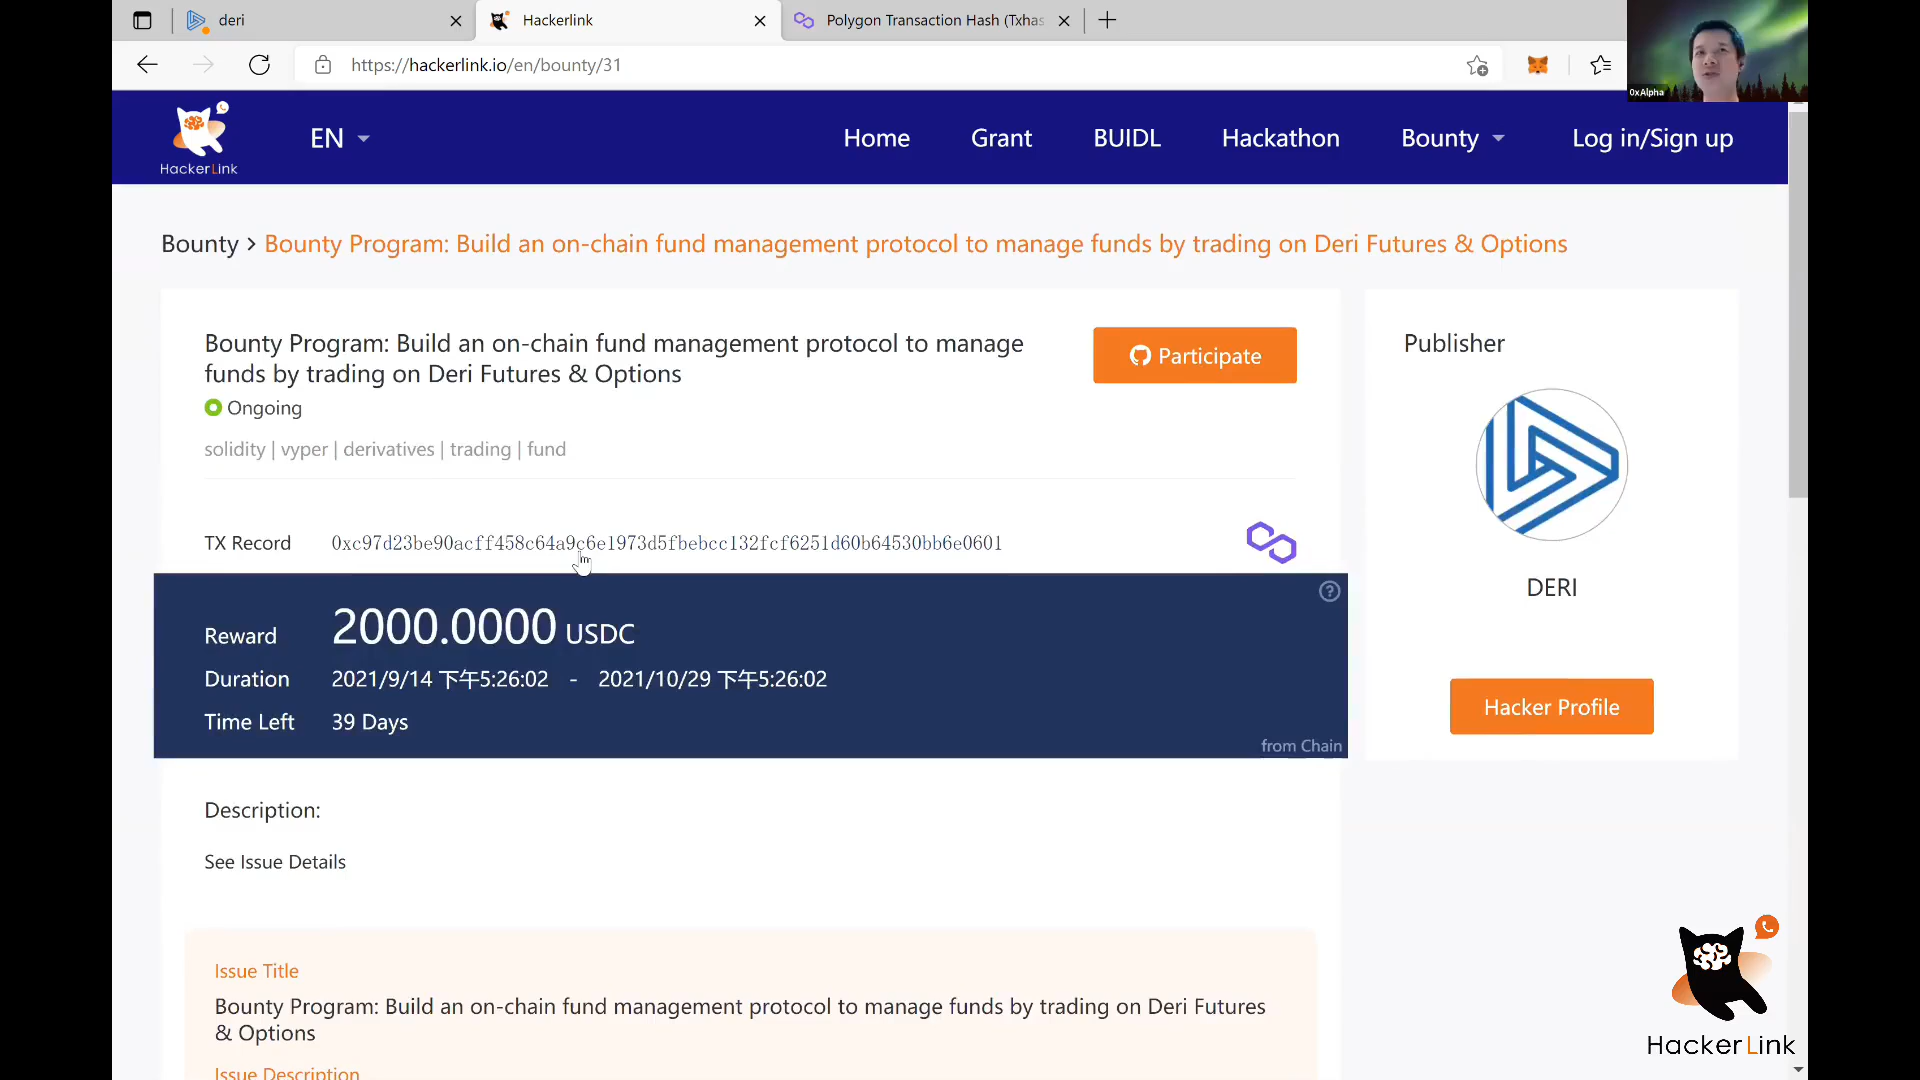 deri
Hackerlink
Polygon Transaction Hash (Txhas
https://hackerlink.io/en/bounty/31
0xAlpha
HackerLink
EN
Home
Grant
BUIDL
Hackathon
Bounty
Log in/Sign up
Bounty > Bounty Program: Build an on-chain fund management protocol to manage funds by trading on Deri Futures & Options
Bounty Program: Build an on-chain fund management protocol to manage
funds by trading on Deri Futures & Options
Participate
Ongoing
solidity | vyper | derivatives | trading | fund
TX Record 0xc97d23be90acff458c64a9c6e1973d5fbebcc132fcf6251d60b64530bb6e0601
Reward 2000.0000 USDC
Duration 2021/9/14 下午5:26:02 - 2021/10/29 下午5:26:02
Time Left 39 Days
from Chain
Publisher
DERI
Hacker Profile
Description:
See Issue Details
Issue Title
Bounty Program: Build an on-chain fund management protocol to manage funds by trading on Deri Futures
& Options
Issue Description
HackerLink